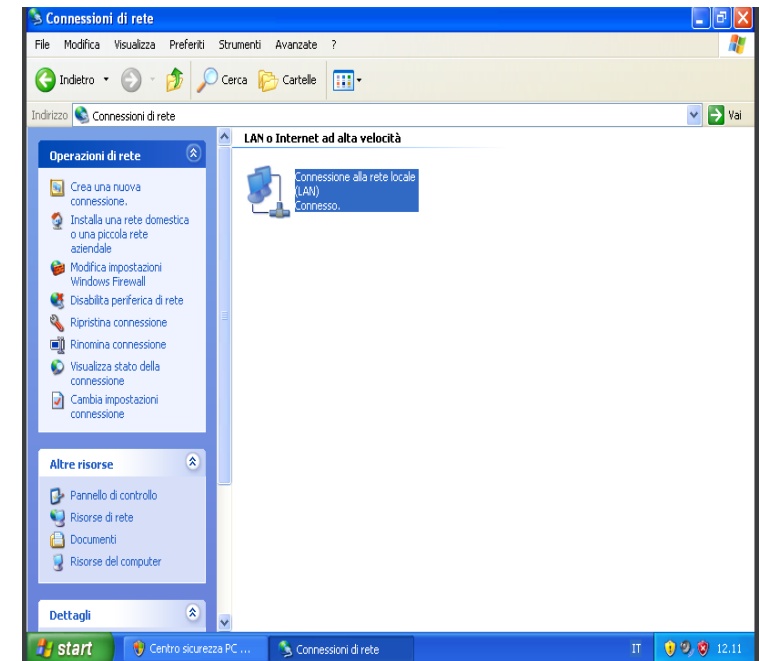 Connessioni di rete
File Modifica Visualizza Preferiti Strumenti Avanzate ?
Indietro Cerca Cartelle
Indirizzo Connessioni di rete Vai
Operazioni di rete
Crea una nuova
connessione.
Installa una rete domestica
o una piccola rete
aziendale
Modifica impostazioni
Windows Firewall
Disabilita periferica di rete
Ripristina connessione
Rinomina connessione
Visualizza stato della
connessione
Cambia impostazioni
connessione
Altre risorse
Pannello di controllo
Risorse di rete
Documenti
Risorse del computer
Dettagli
LAN o Internet ad alta velocità
Connessione alla rete locale
(LAN)
Connesso.
start Centro sicurezza PC ... Connessioni di rete IT 12.11